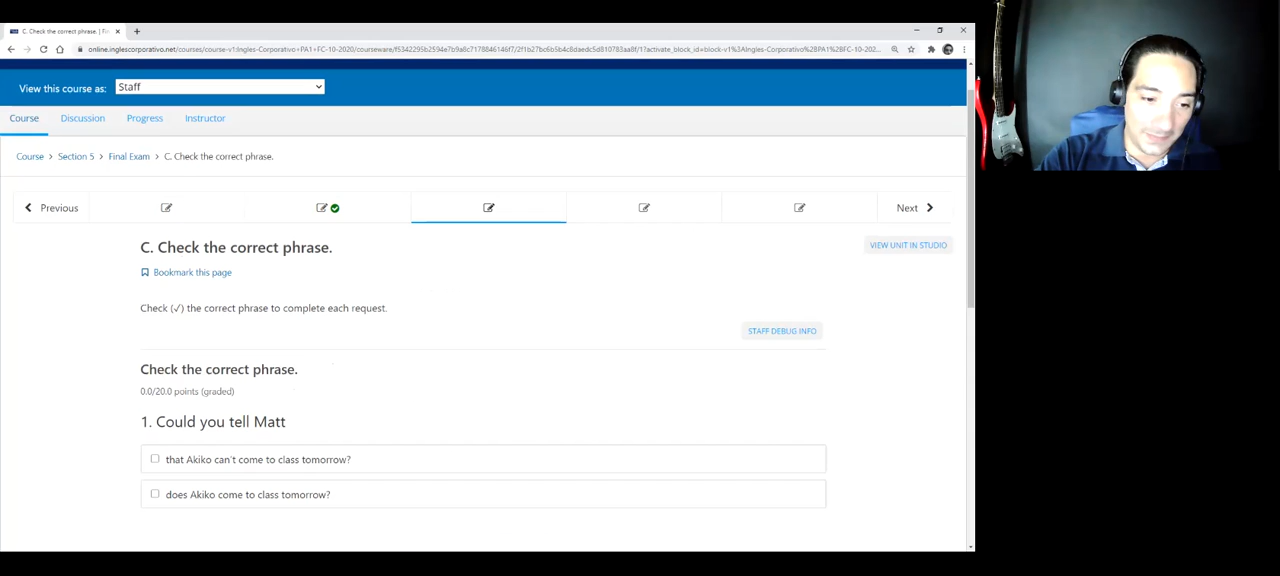 C. Check the correct phrase. | Fin
View this course as:
Staff
Course
Discussion
Progress
Instructor
Course > Section 5 > Final Exam > C. Check the correct phrase.
Previous
Next
C. Check the correct phrase.
VIEW UNIT IN STUDIO
Bookmark this page
Check (✓) the correct phrase to complete each request.
STAFF DEBUG INFO
Check the correct phrase.
0.0/20.0 points (graded)
1. Could you tell Matt
that Akiko can´t come to class tomorrow?
does Akiko come to class tomorrow?